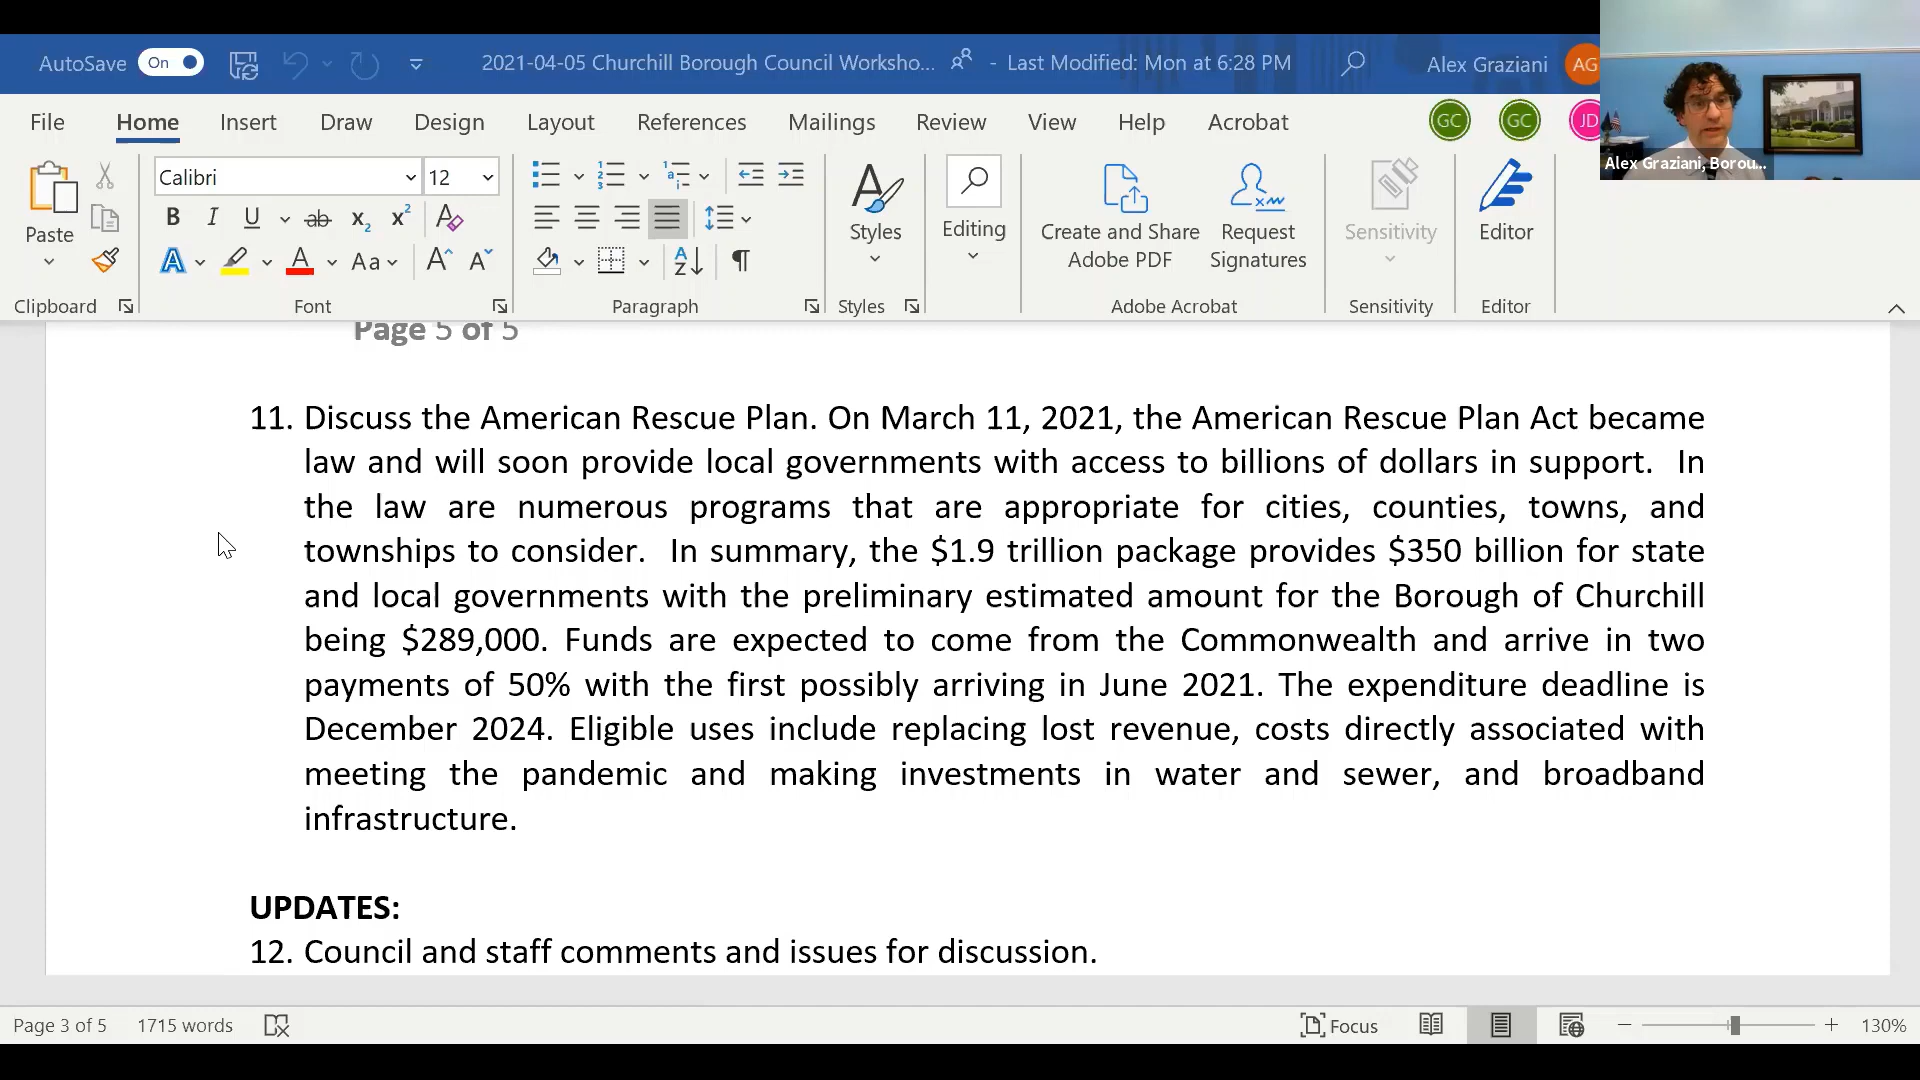 AutoSave On 2021-04-05 Churchill Borough Council Worksho... - Last Modified: Mon at 6:28 PM Alex Graziani AG
File Home Insert Draw Design Layout References Mailings Review View Help Acrobat GC GC JD
Alex Graziani, Borou...
Calibri 12
Paste
B I U ab x₂ x²
A A Aa A A
Styles
Editing
Create and Share
Adobe PDF
Request
Signatures
Sensitivity
Editor
Clipboard Font Paragraph Styles Adobe Acrobat Sensitivity Editor
Page 5 of 5
11. Discuss the American Rescue Plan. On March 11, 2021, the American Rescue Plan Act became
law and will soon provide local governments with access to billions of dollars in support. In
the law are numerous programs that are appropriate for cities, counties, towns, and
townships to consider. In summary, the $1.9 trillion package provides $350 billion for state
and local governments with the preliminary estimated amount for the Borough of Churchill
being $289,000. Funds are expected to come from the Commonwealth and arrive in two
payments of 50% with the first possibly arriving in June 2021. The expenditure deadline is
December 2024. Eligible uses include replacing lost revenue, costs directly associated with
meeting the pandemic and making investments in water and sewer, and broadband
infrastructure.
UPDATES:
12. Council and staff comments and issues for discussion.
Page 3 of 5 1715 words Focus 130%